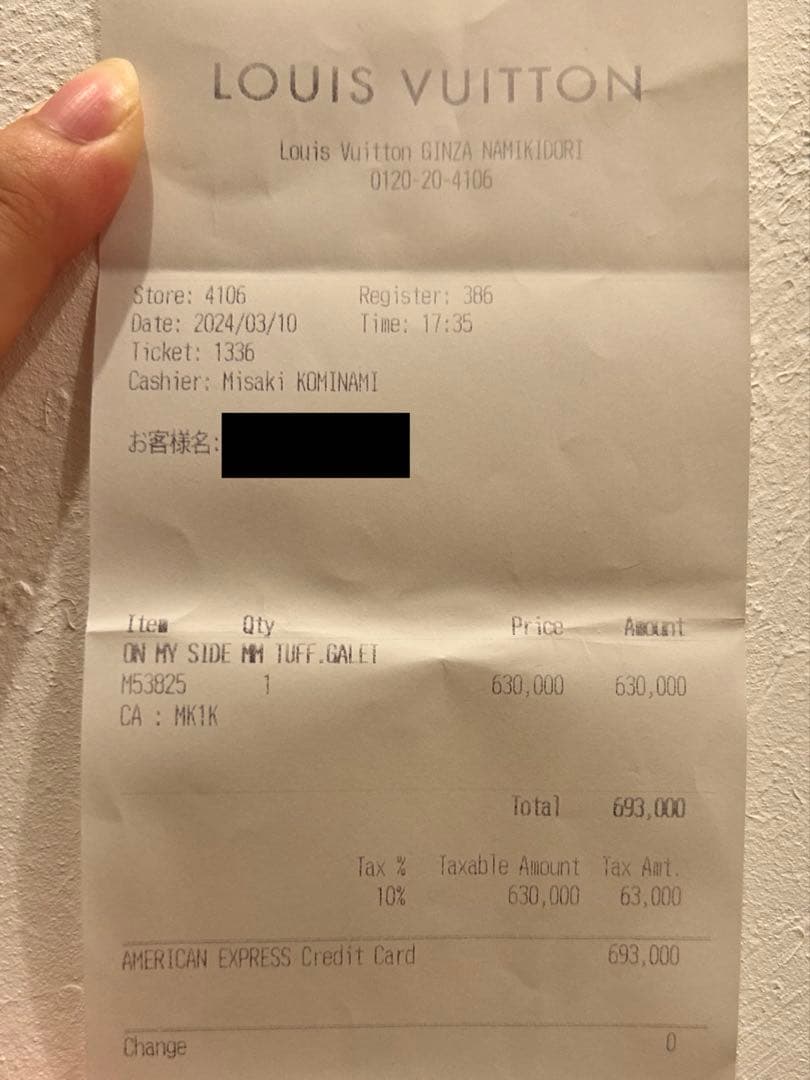 LOUIS VUITTON
Louis Vuitton GINZA NAMIKIDORI
0120-20-4106
Store: 4106 Register: 386
Date: 2024/03/10 Time: 17:35
Ticket: 1336
Cashier: Misaki KOMINAMI
お客様名:
Item Qty Price Amount
ON MY SIDE MM TUFF.GALET
M53825 1 630,000 630,000
CA : MK1K
Total 693,000
Tax % Taxable Amount Tax Amt.
10% 630,000 63,000
AMERICAN EXPRESS Credit Card 693,000
Change 0